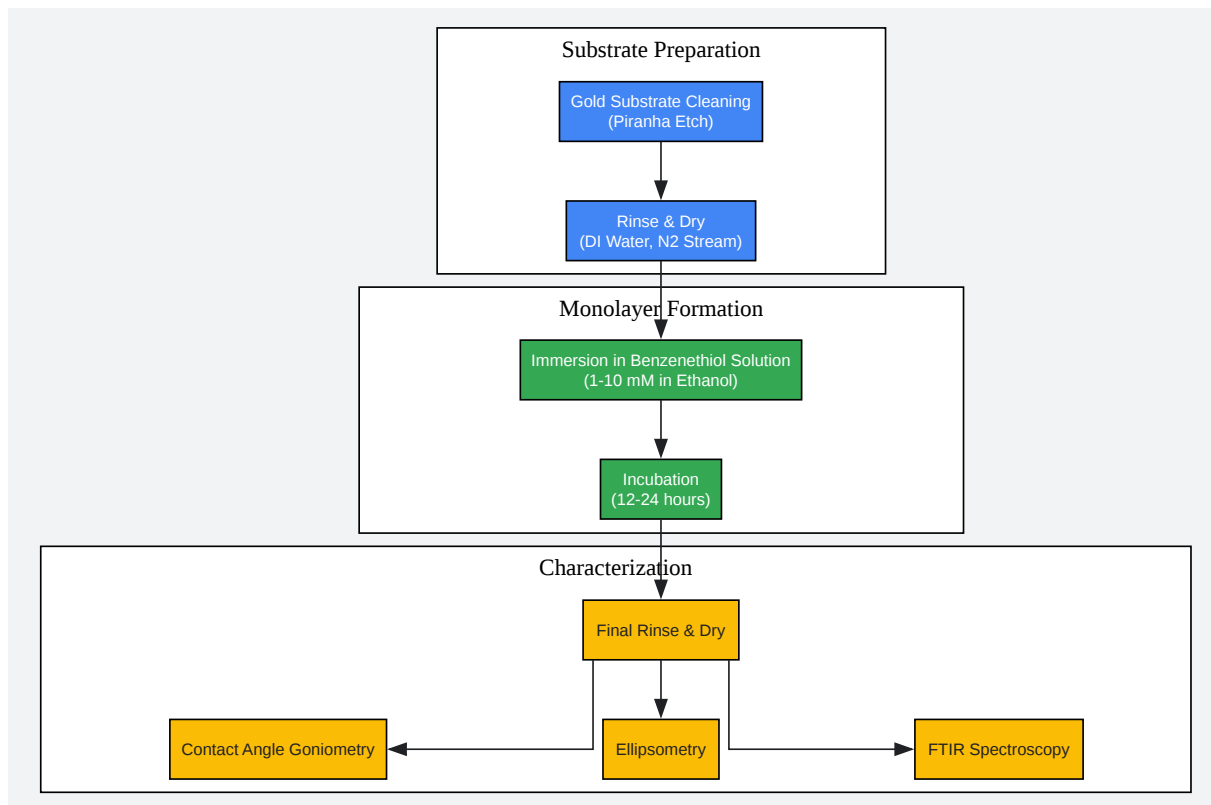 Substrate Preparation
Gold Substrate Cleaning
(Piranha Etch)
Rinse & Dry
(DI Water, N2 Stream)
Monolayer Formation
Immersion in Benzenethiol Solution
(1-10 mM in Ethanol)
Incubation
(12-24 hours)
Characterization
Final Rinse & Dry
Contact Angle Goniometry
Ellipsometry
FTIR Spectroscopy